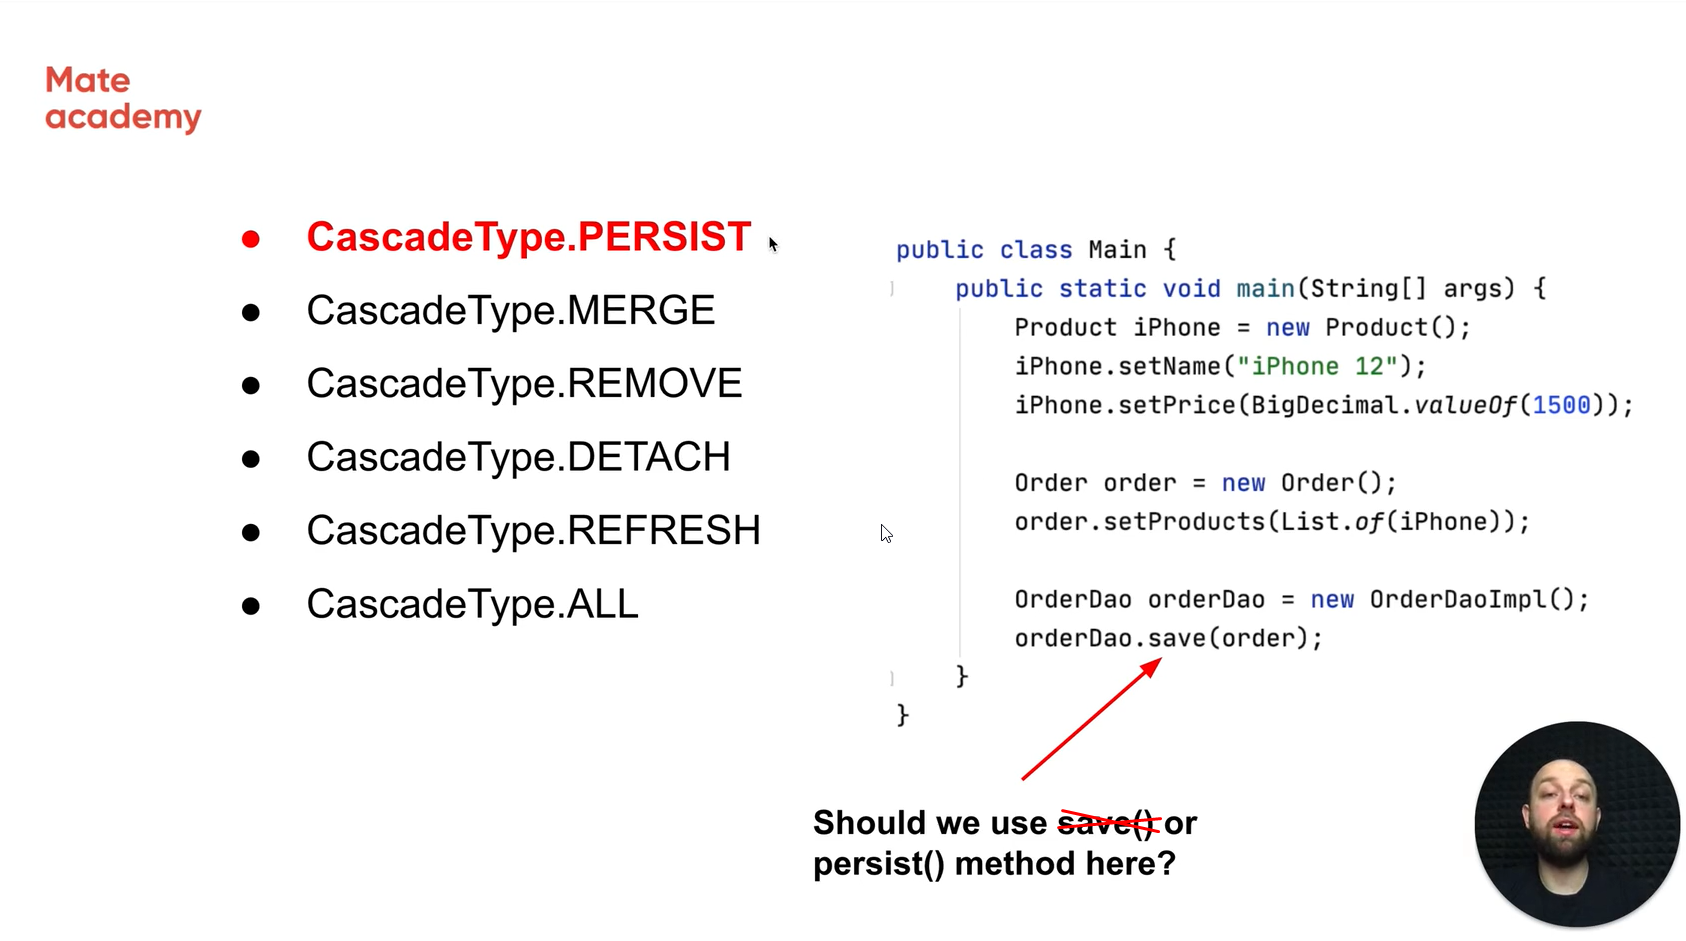 Mate
academy
● CascadeType.PERSIST
● CascadeType.MERGE
● CascadeType.REMOVE
● CascadeType.DETACH
● CascadeType.REFRESH
● CascadeType.ALL
public class Main {
    public static void main(String[] args) {
        Product iPhone = new Product();
        iPhone.setName("iPhone 12");
        iPhone.setPrice(BigDecimal.valueOf(1500));
        Order order = new Order();
        order.setProducts(List.of(iPhone));
        OrderDao orderDao = new OrderDaoImpl();
        orderDao.save(order);
    }
}
Should we use save() or
persist() method here?